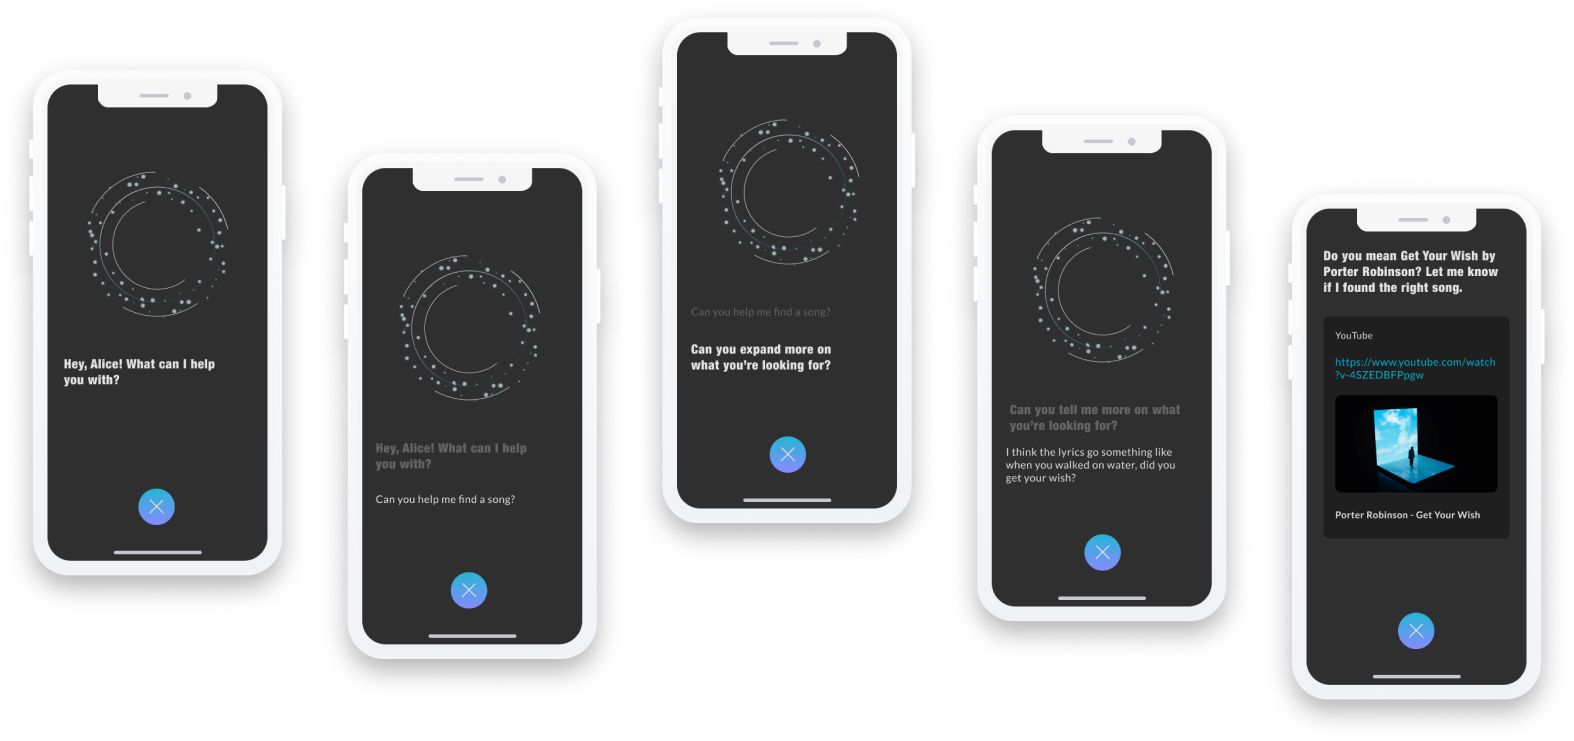 Hey, Alice! What can I help
you with?
Hey, Alice! What can I help
you with?
Can you help me find a song?
Can you help me find a song?
Can you expand more on
what you're looking for?
Can you tell me more on what
you're looking for?
I think the lyrics go something like
when you walked on water, did you
get your wish?
Do you mean Get Your Wish by
Porter Robinson? Let me know
if I found the right song.
YouTube
https://www.youtube.com/watch
?v-4SZEDBFPpgw
Porter Robinson - Get Your Wish